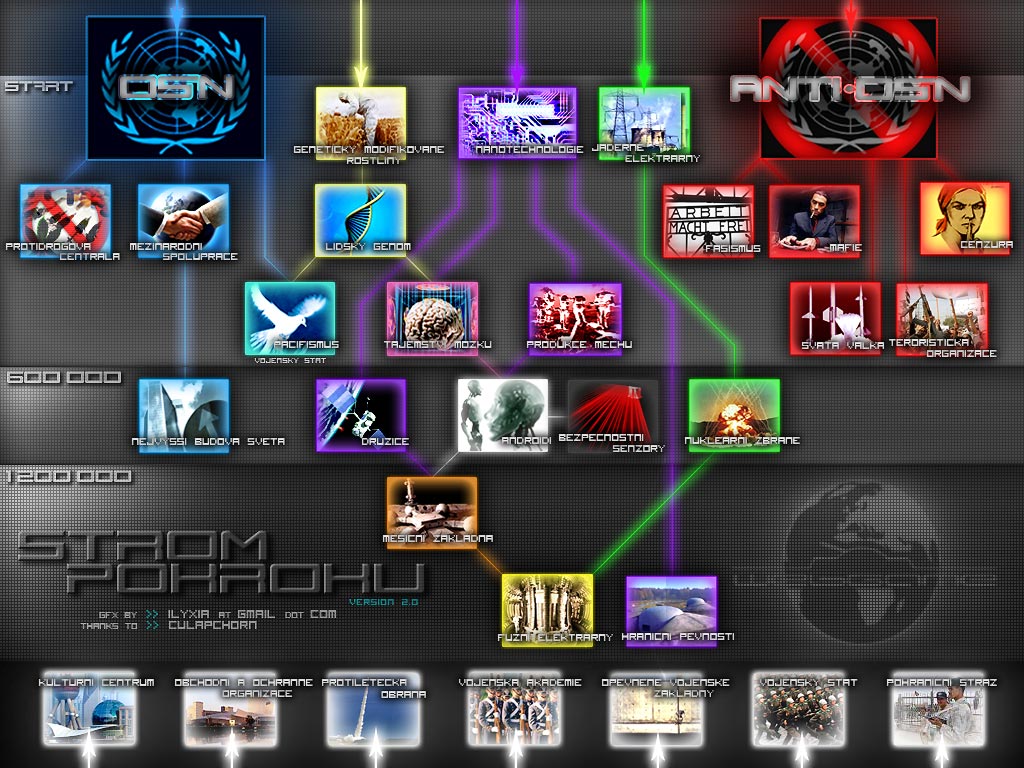 START
OSN
ANTI-OSN
GENETICKY MODIFIKOVANE
ROSTLINY
NANOTECHNOLOGIE
JADERNE
ELEKTRARNY
PROTIDROGOVA
CENTRALA
MEZINARODNI
SPOLUPRACE
LIDSKY GENOM
ARBEIT
MACHT FREI
FASISMUS
MAFIE
CENZURA
PACIFISMUS
VOJENSKY STAT
TAJEMSTVI MOZKU
PRODUKCE MECHU
SVATA VALKA
TERORISTICKA
ORGANIZACE
600 000
NEJVYSSI BUDOVA SVETA
DRUZICE
ANDROIDI
BEZPECNOSTNI
SENZORY
NUKLEARNI ZBRANE
1 200 000
MESICNI ZAKLADNA
STROM
POKROKU
VERSION 2.0
GFX BY >> ILYXIA AT GMAIL DOT COM
THANKS TO >> CULAPCHORN
FUZNI ELEKTRARNY
HRANICNI PEVNOSTI
KULTURNI CENTRUM
OBCHODNI A OCHRANNE
ORGANIZACE
PROTILETECKA
OBRANA
VOJENSKA AKADEMIE
OPEVNENE VOJENSKE
ZAKLADNY
VOJENSKY STAT
POHRANICNI STRAZ